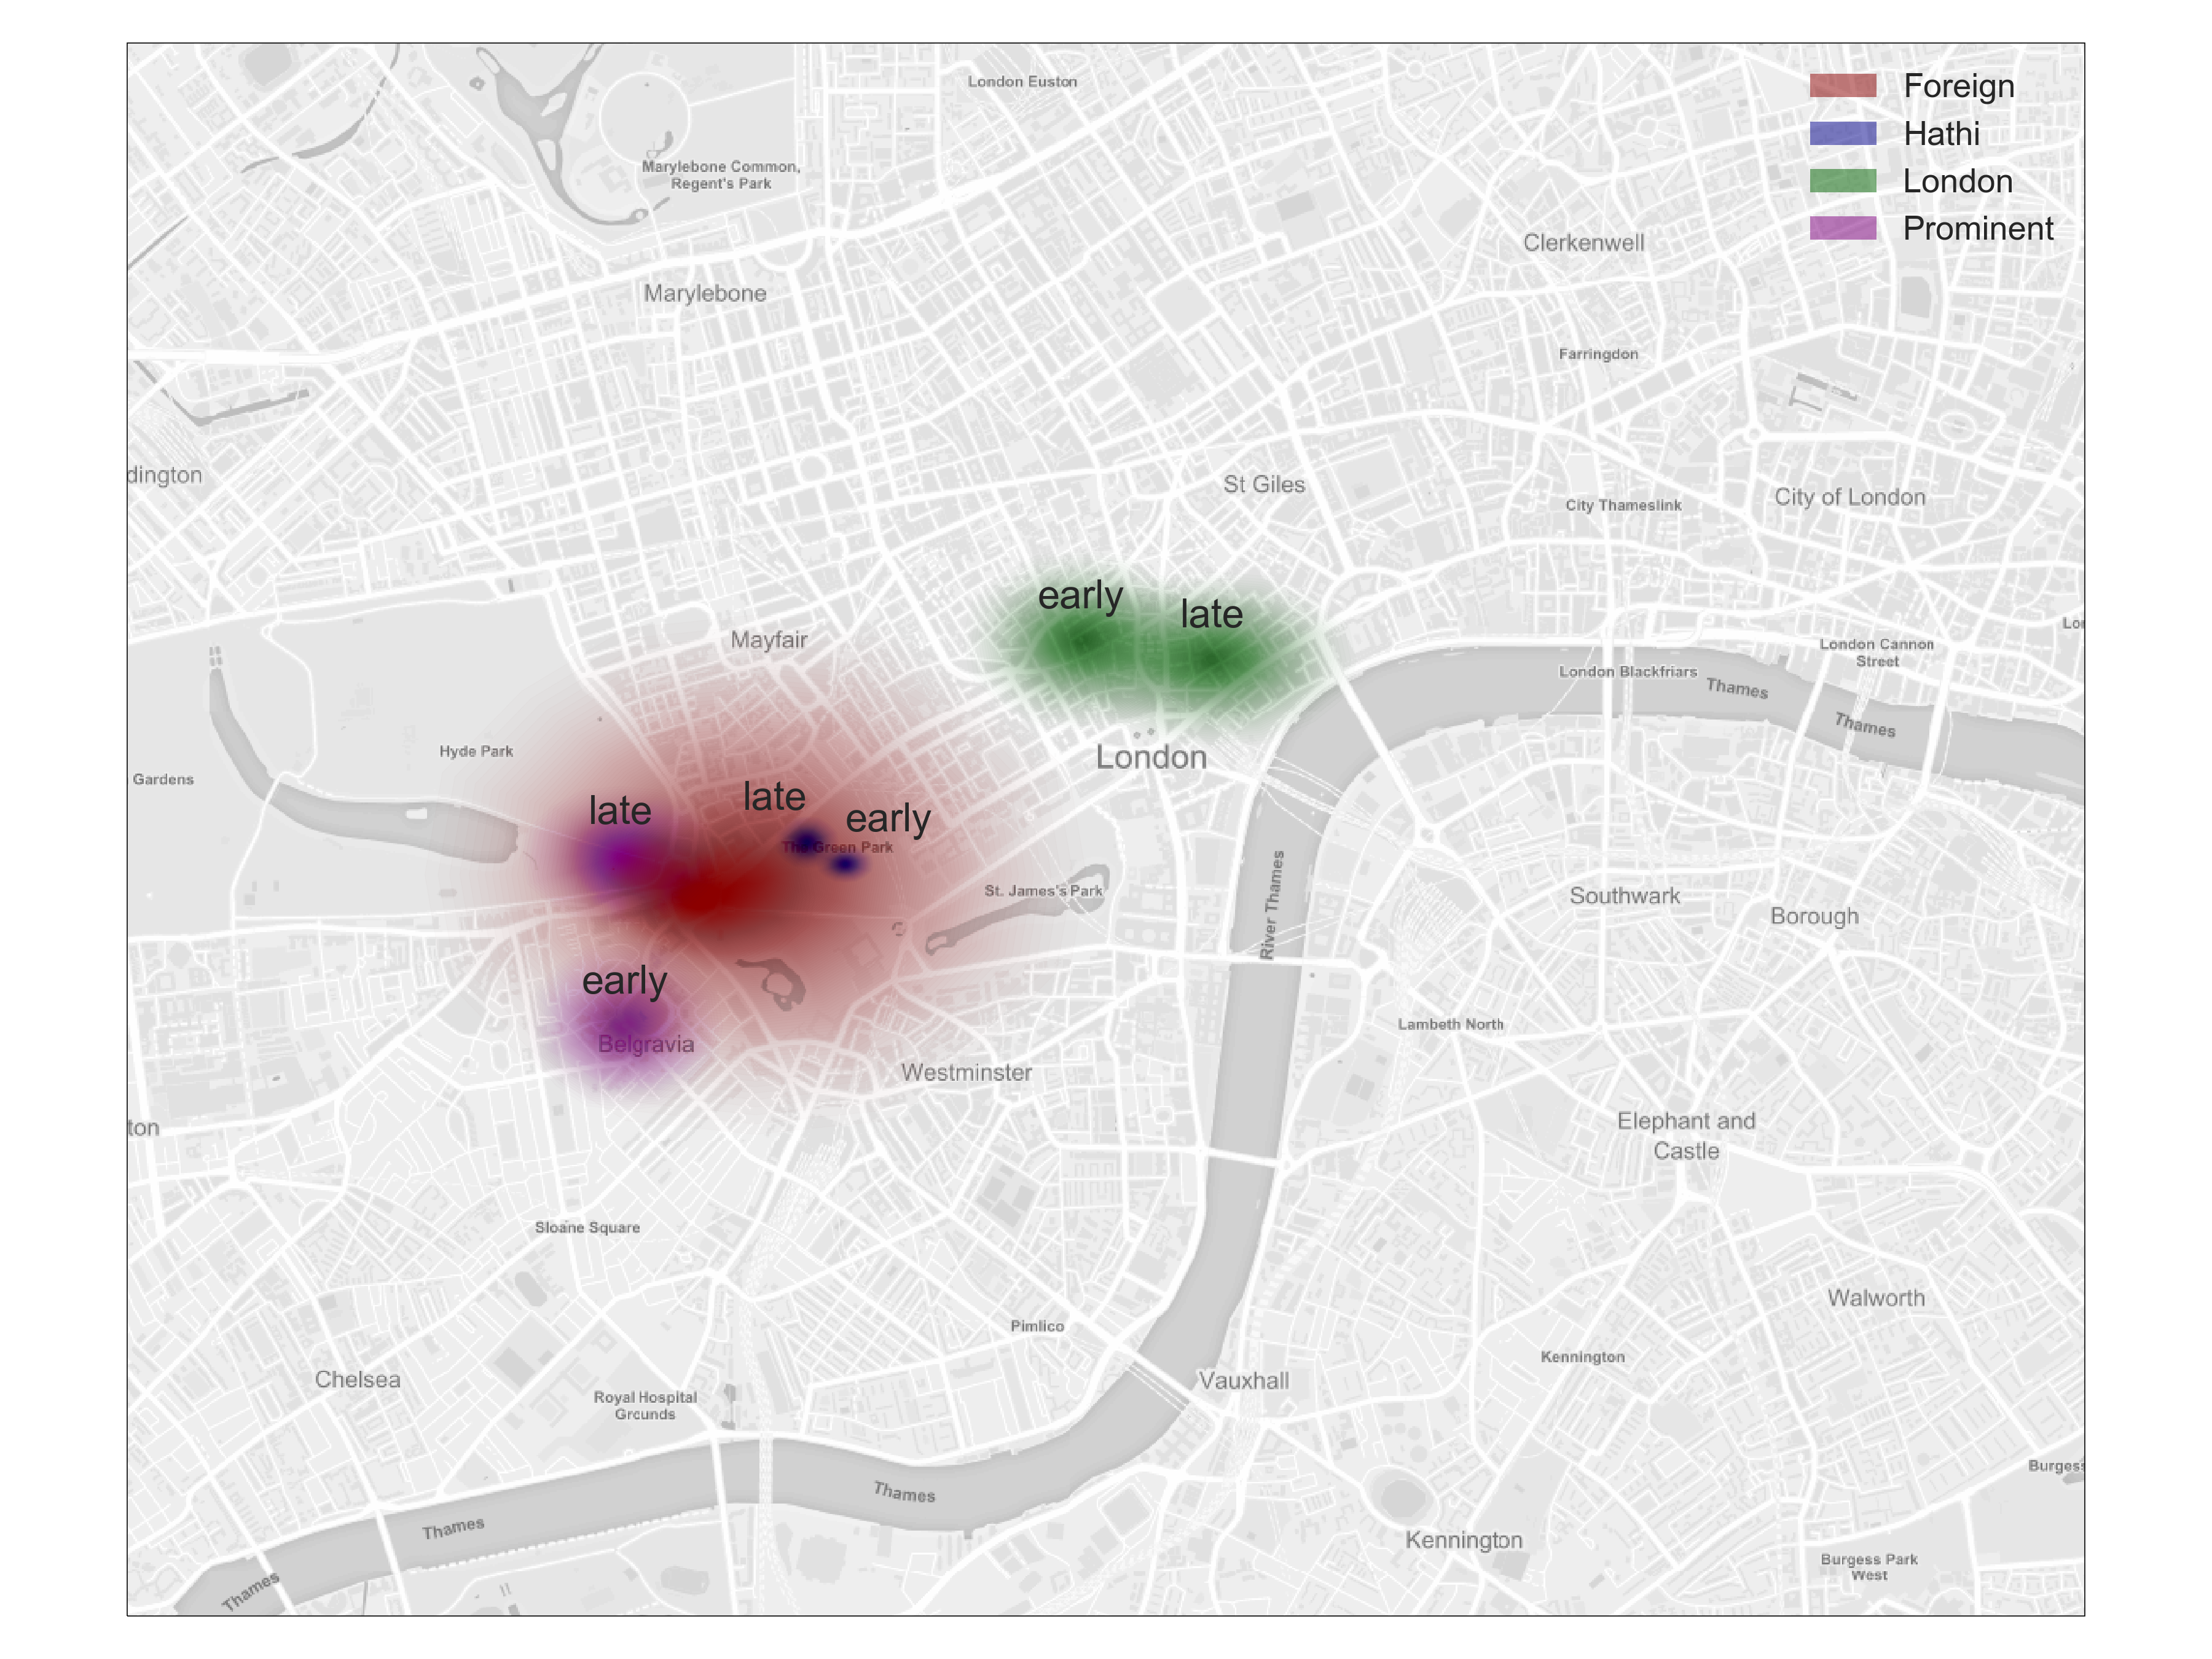 London Euston
Foreign
Hathi
London
Prominent
Marylebone Common,
Regent's Park
Clerkenwell
Marylebone
Farringdon
dington
St Giles
City of London
City Thameslink
early
late
Mayfair
Lon
London Cannon
Street
London Blackfriars
Thames
Thames
Hyde Park
London
Gardens
late
late
early
The Green Park
St. James's Park
River Thames
Southwark
Borough
early
Belgravia
Westminster
Lambeth North
ton
Elephant and
Castle
Sloane Square
Walworth
Pimlico
Kennington
Chelsea
Vauxhall
Royal Hospital
Grounds
Burgess
Thames
Thames
Kennington
Burgess Park
West
Thames